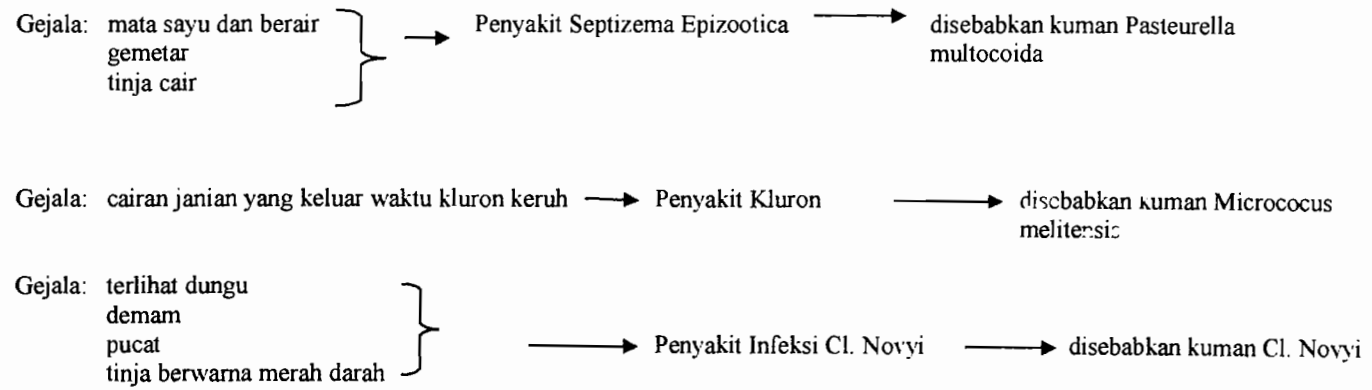 Gejala: mata sayu dan berair Penyakit Septizema Epizootica disebabkan kuman Pasteurella
gemetar multocoida
tinja cair
Gejala: cairan janian yang keluar waktu kluron keruh Penyakit Kluron disebabkan kuman Micrococus
melitensis
Gejala: terlihat dungu
demam
pucat Penyakit Infeksi Cl. Novyi disebabkan kuman Cl. Novyi
tinja berwarna merah darah